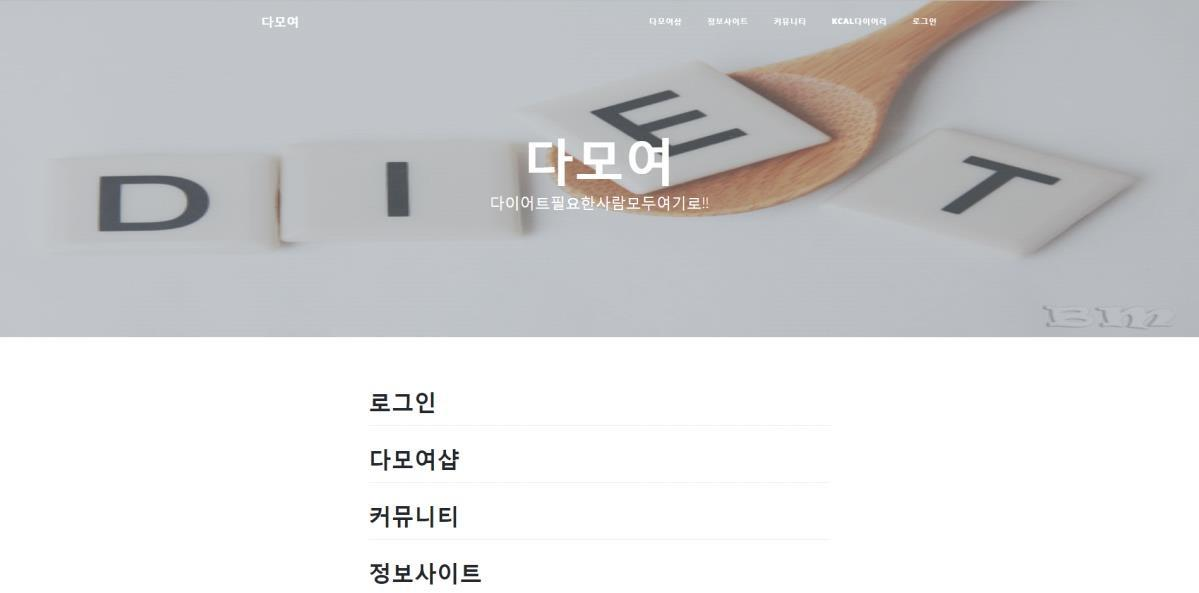 다모여
다모여샵 정보사이트 커뮤니티 KCAL다이어리 로그인
D I E T
다모여
다이어트필요한사람모두여기로!!
BIN
로그인
다모여샵
커뮤니티
정보사이트